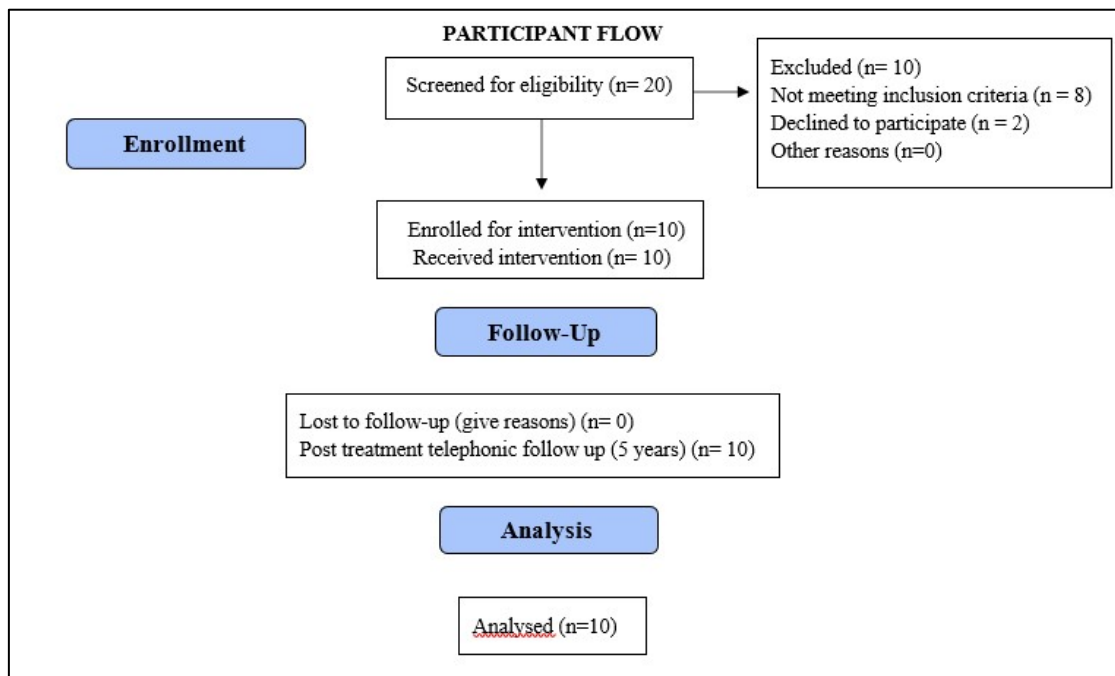 PARTICIPANT FLOW
Screened for eligibility (n= 20)
Excluded (n= 10)
Not meeting inclusion criteria (n = 8)
Declined to participate (n = 2)
Other reasons (n=0)
Enrollment
Enrolled for intervention (n=10)
Received intervention (n= 10)
Follow-Up
Lost to follow-up (give reasons) (n= 0)
Post treatment telephonic follow up (5 years) (n= 10)
Analysis
Analysed (n=10)